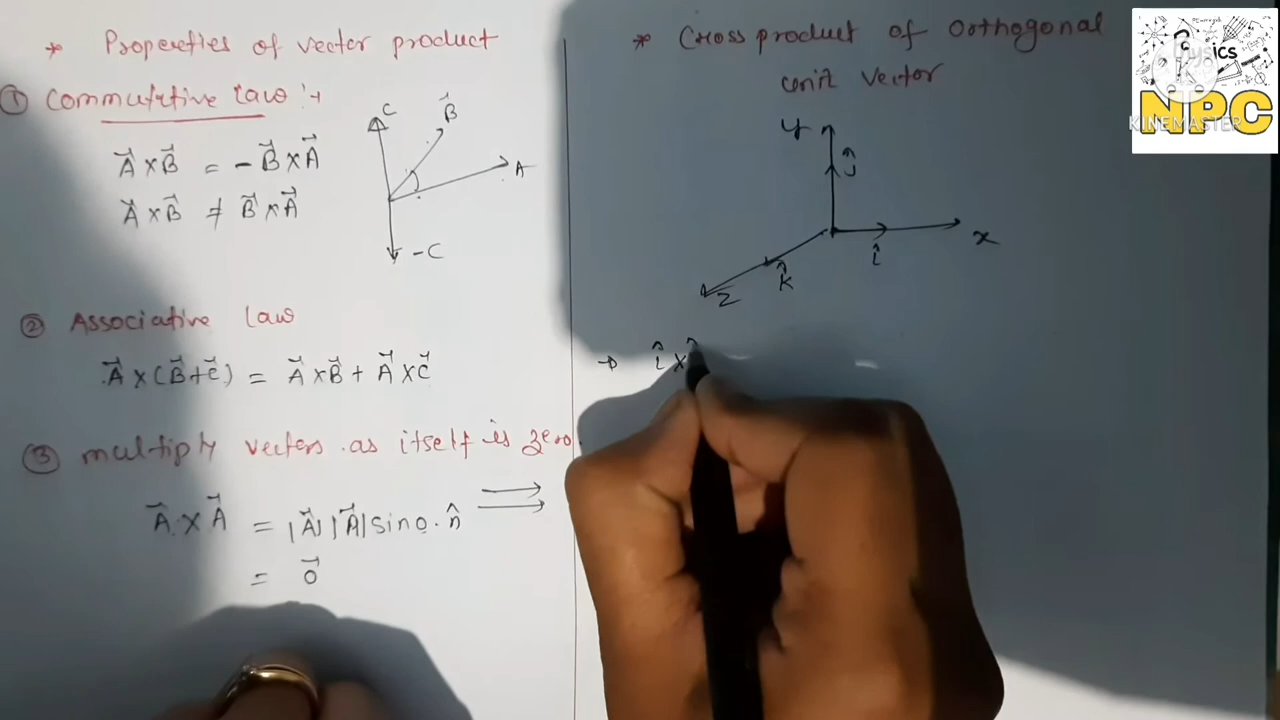 * Properties of vector product
① Commutative law :→
A⃗ × B⃗ = - B⃗ × A⃗
A⃗ × B⃗ ≠ B⃗ × A⃗
C
B⃗
A
-C
② Associative law
A⃗ × (B⃗ + C⃗) = A⃗ × B⃗ + A⃗ × C⃗
③ multiply vectors as itself is zero.
A⃗ × A⃗ = |A⃗| |A⃗| sin 0 . n̂
= 0⃗
* Cross product of Orthogonal
unit vector
y
ĵ
x
î
k̂
z
→ î ×
Physics
NPC
KINEMASTER